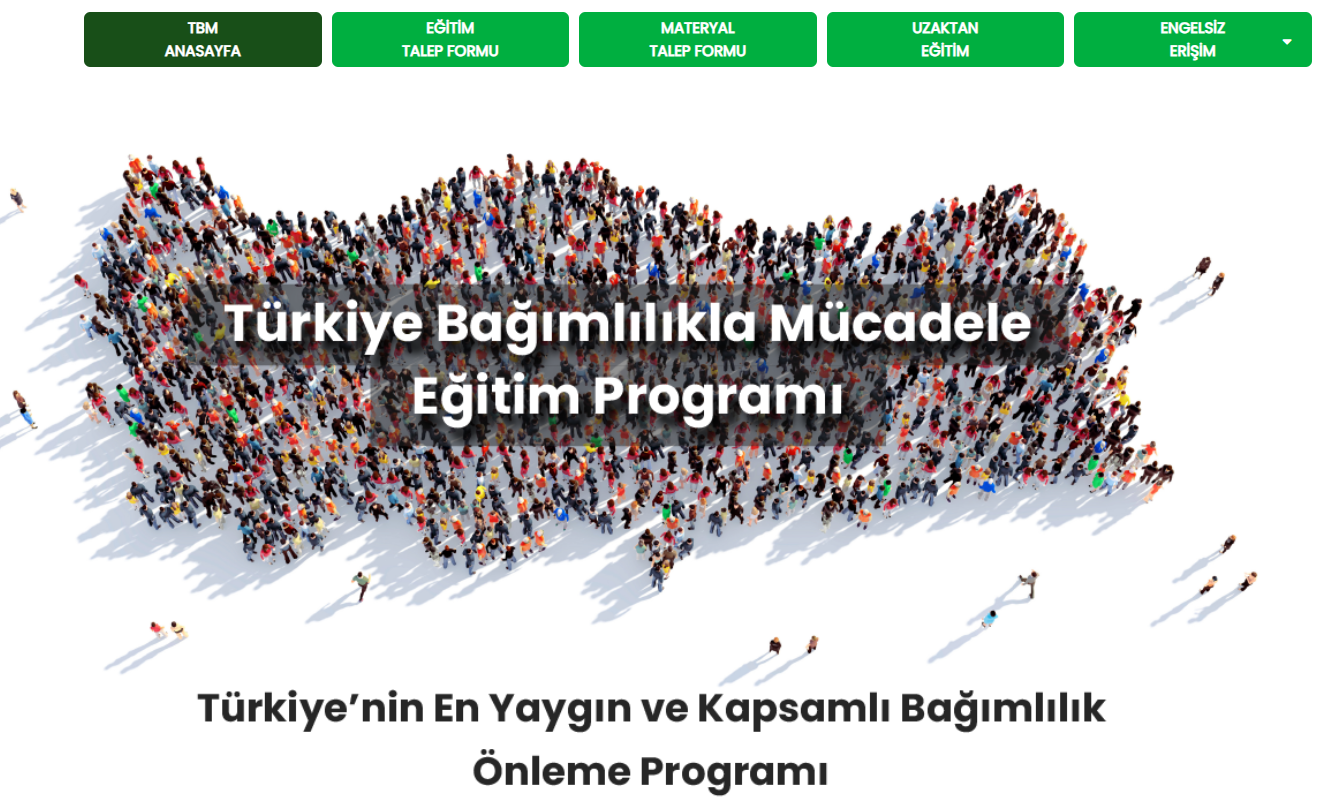 TBM
ANASAYFA
EĞİTİM
TALEP FORMU
MATERYAL
TALEP FORMU
UZAKTAN
EĞİTİM
ENGELSİZ
ERİŞİM
Türkiye Bağımlılıkla Mücadele
Eğitim Programı
Türkiye’nin En Yaygın ve Kapsamlı Bağımlılık
Önleme Programı